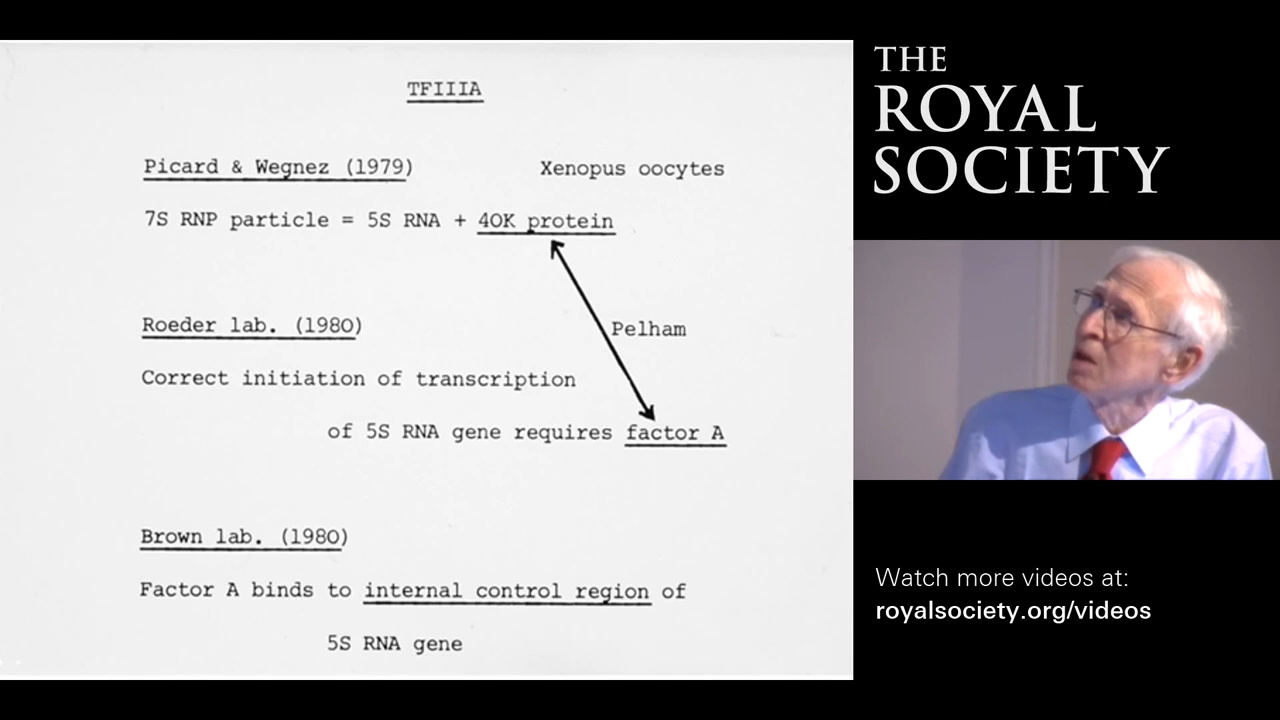 TFIIIA
Picard & Wegnez (1979) Xenopus oocytes
7S RNP particle = 5S RNA + 40K protein
Roeder lab. (1980)
Pelham
Correct initiation of transcription
of 5S RNA gene requires factor A
Brown lab. (1980)
Factor A binds to internal control region of
5S RNA gene
THE
ROYAL
SOCIETY
Watch more videos at:
royalsociety.org/videos